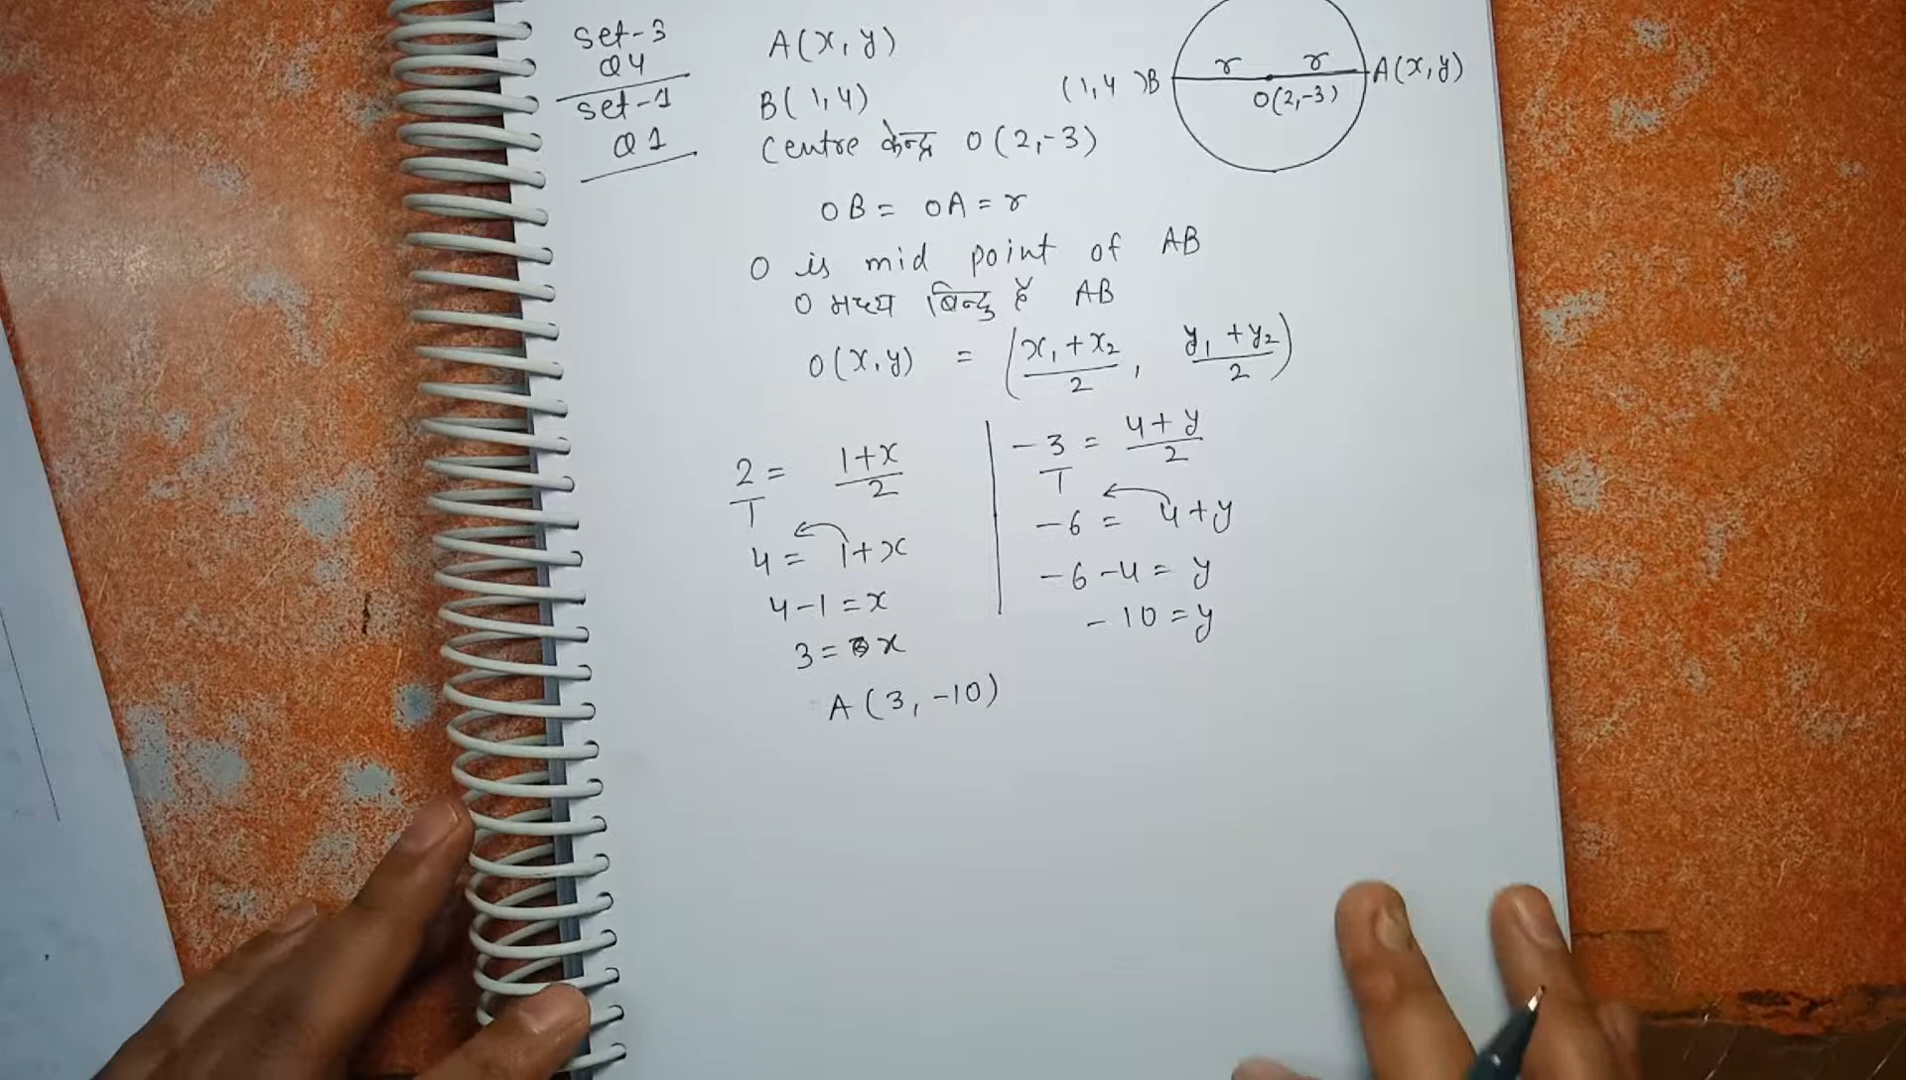 Set-3
Q4
Set-1
Q1
A(x, y)
B(1,4)
Centre केन्द्र O(2,-3)
(1,4)B
r
r
A(x,y)
O(2,-3)
OB = OA = r
O is mid point of AB
O मध्य बिन्दु है AB
O(x,y) = (x₁+x₂/2, y₁+y₂/2)
2/1 = 1+x/2
4 = 1+x
4-1 = x
3 = x
-3/1 = 4+y/2
-6 = 4+y
-6-4 = y
-10 = y
A(3,-10)